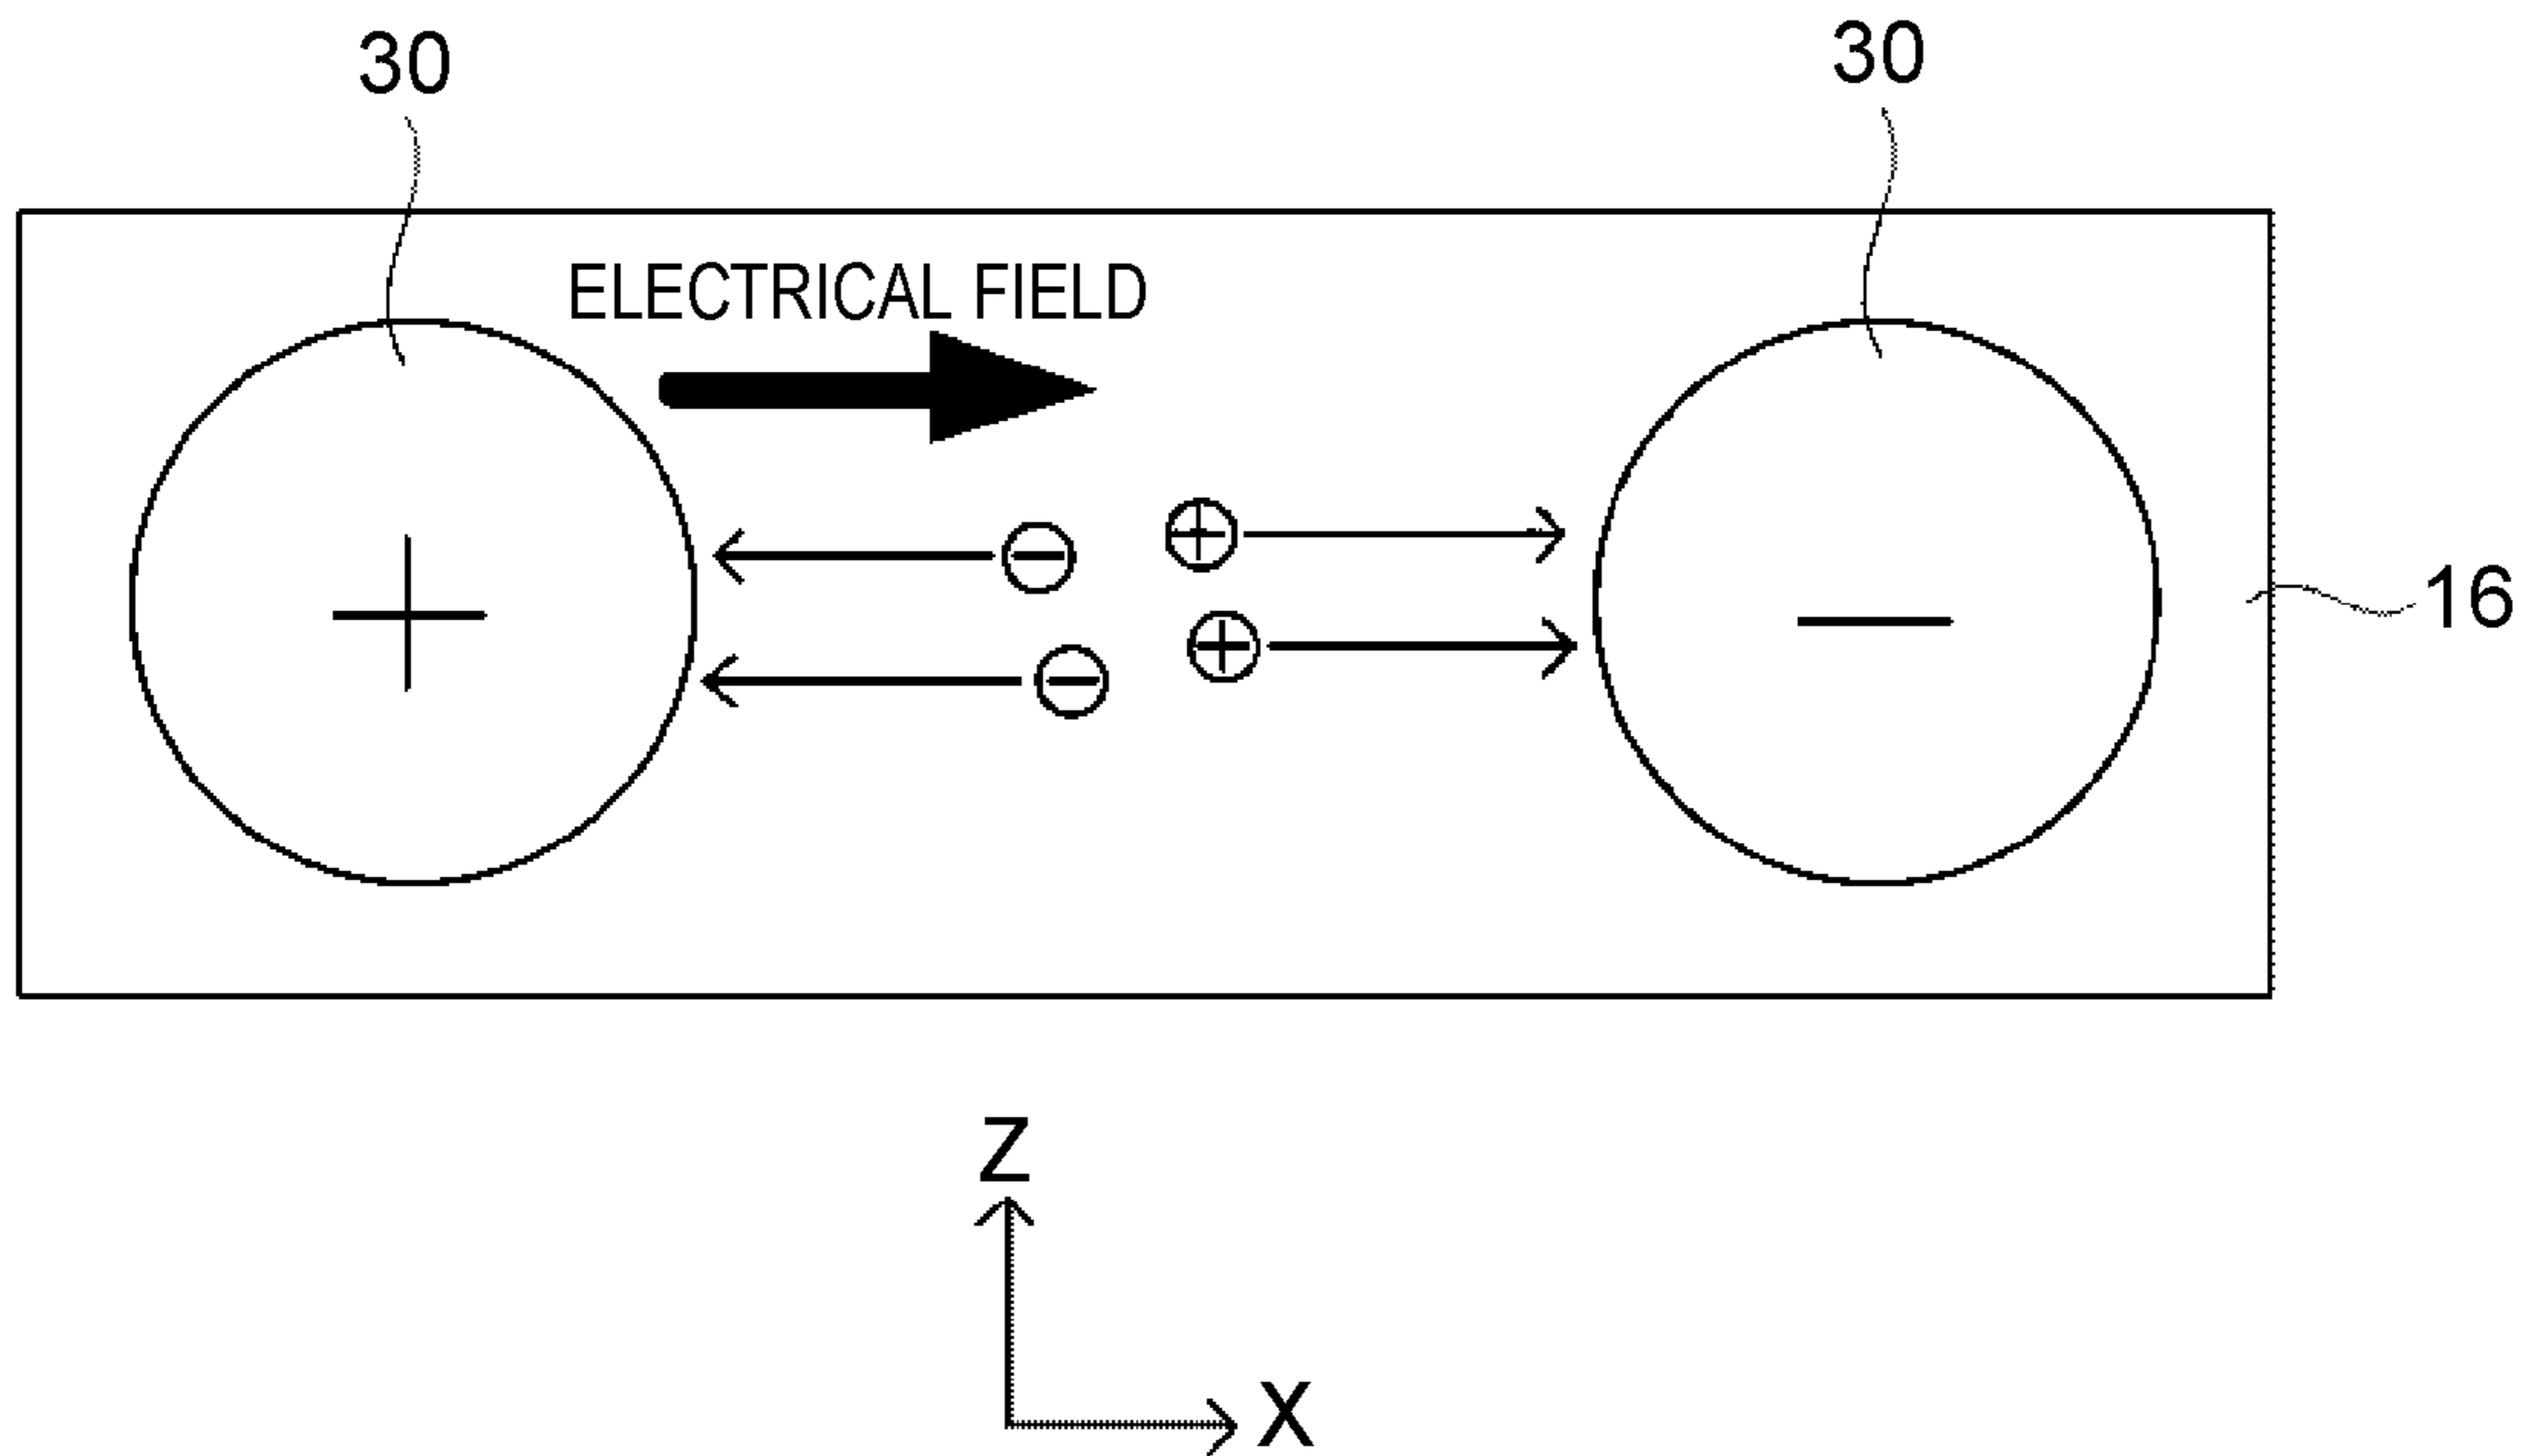 30
30
ELECTRICAL FIELD
+
−
− +
− +
16
Z
X